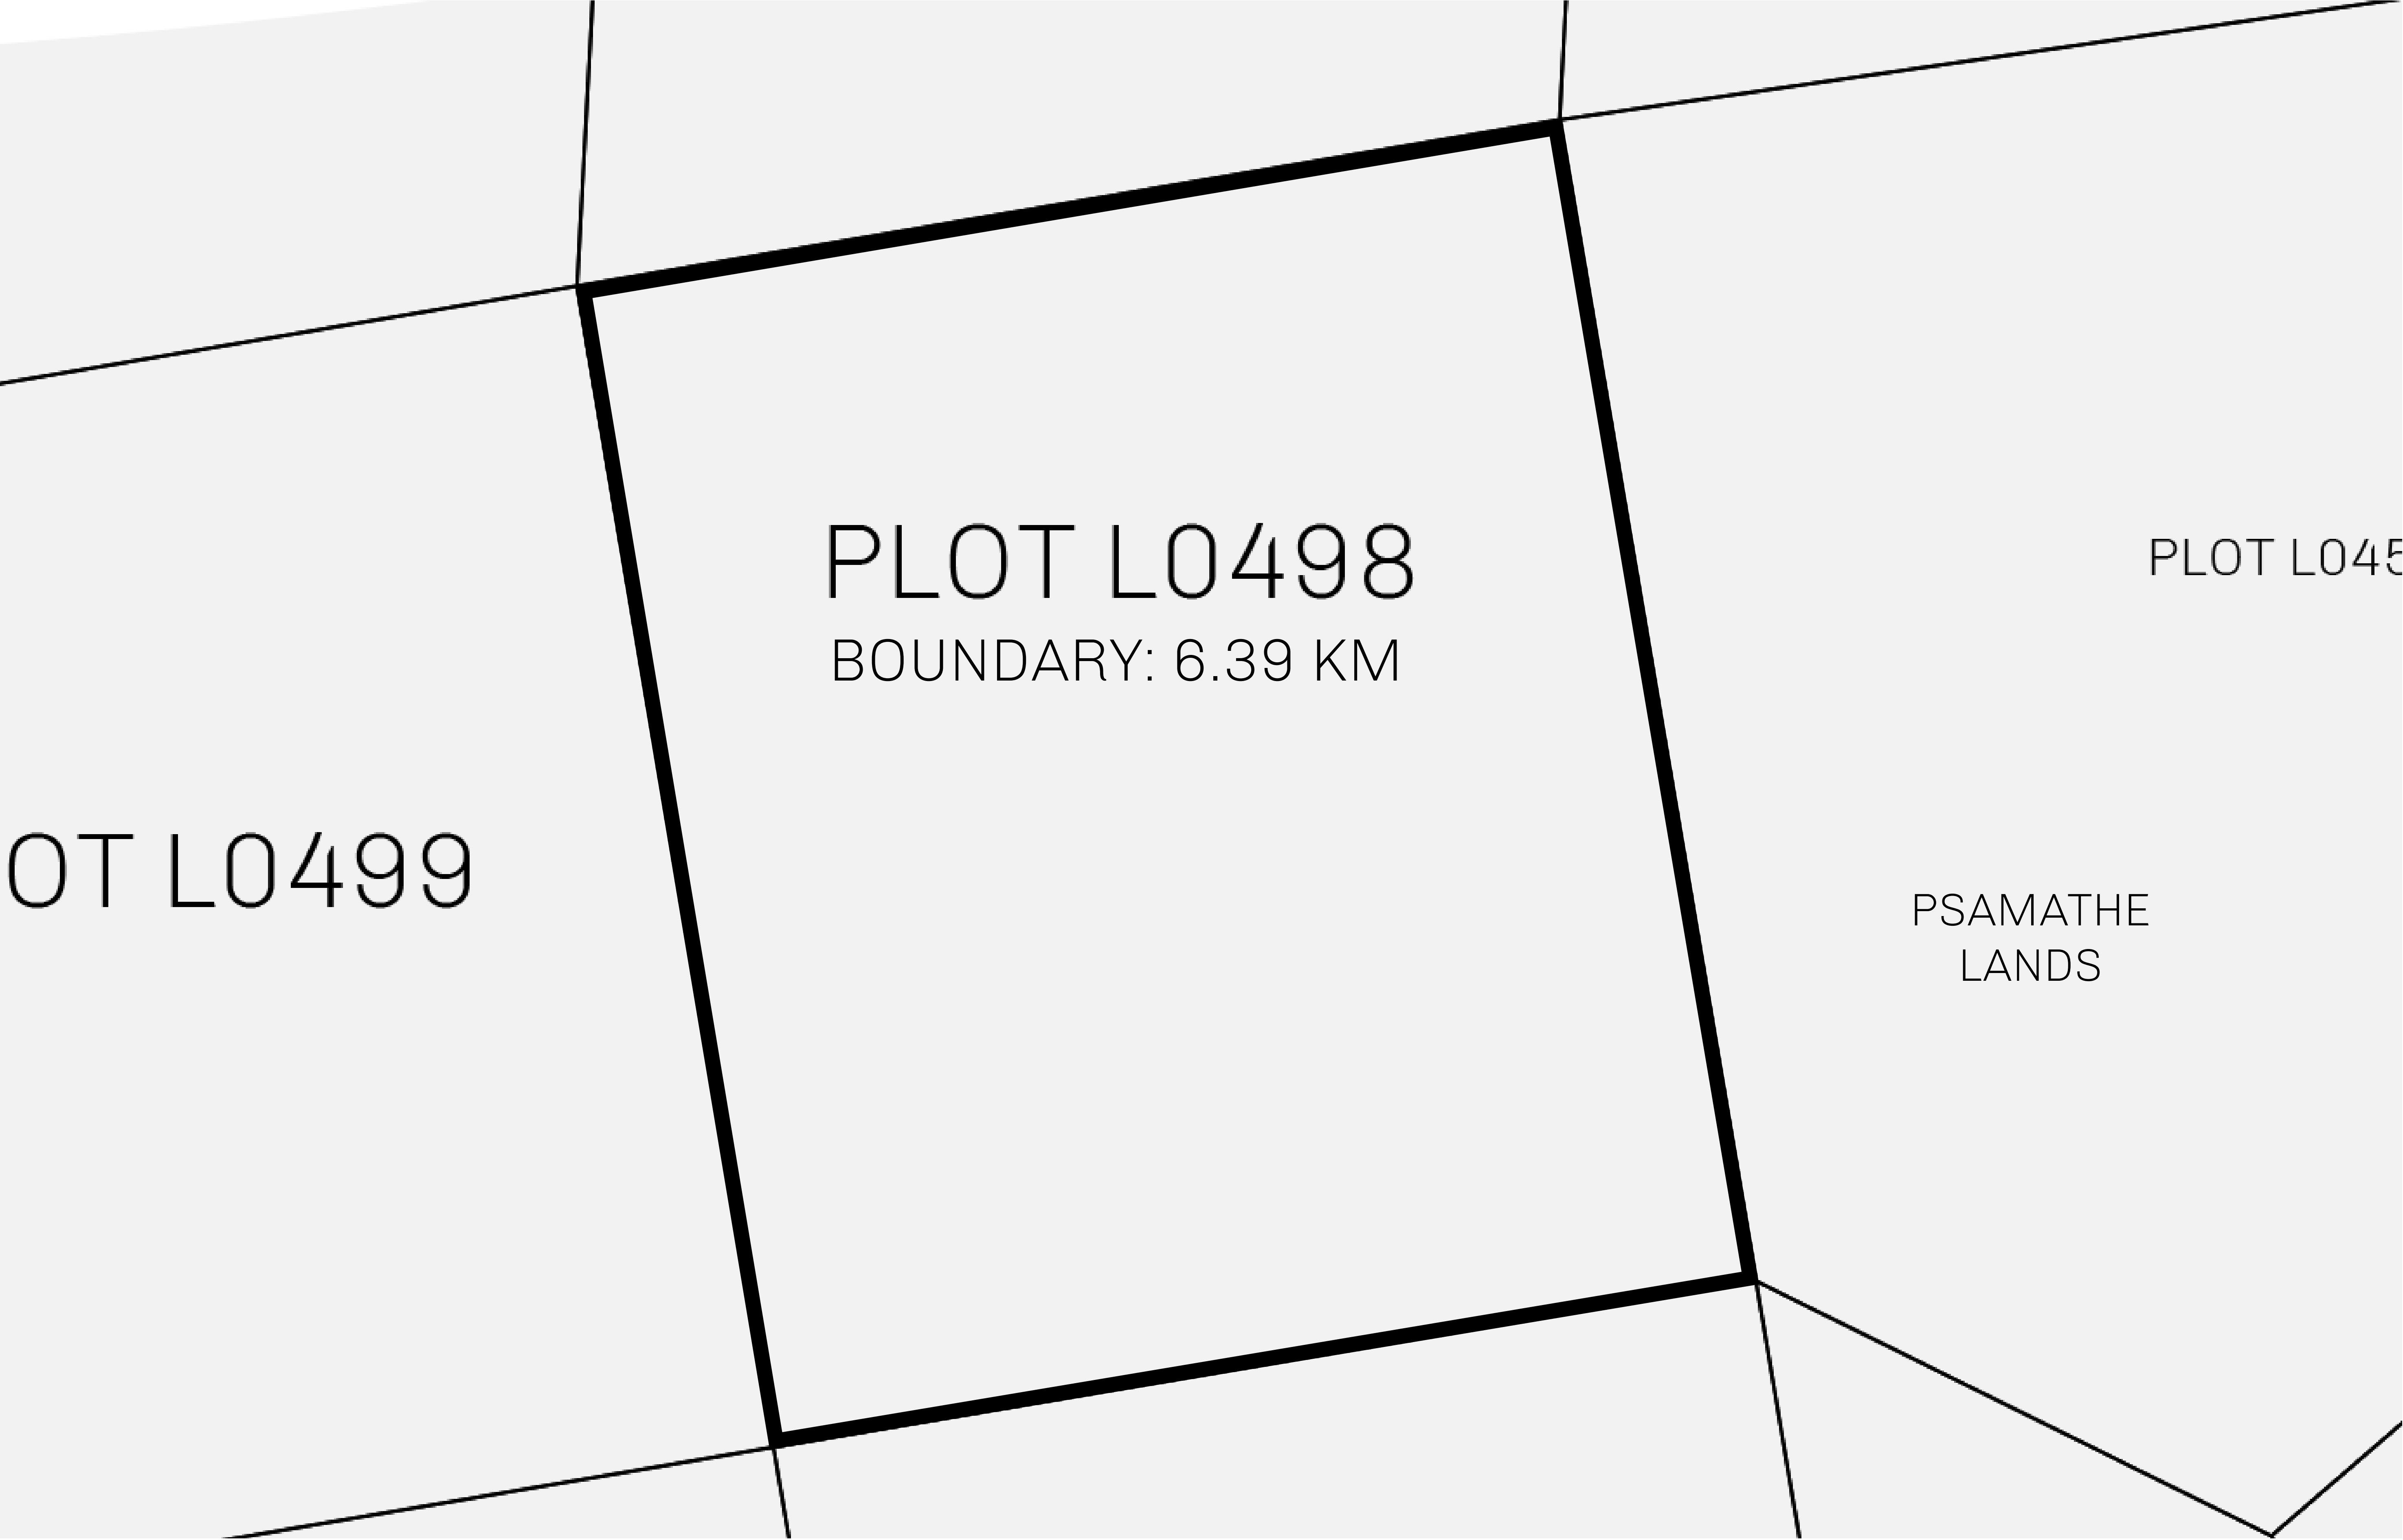 PLOT L0498
BOUNDARY: 6.39 KM
PLOT L045
OT L0499
PSAMATHE
LANDS